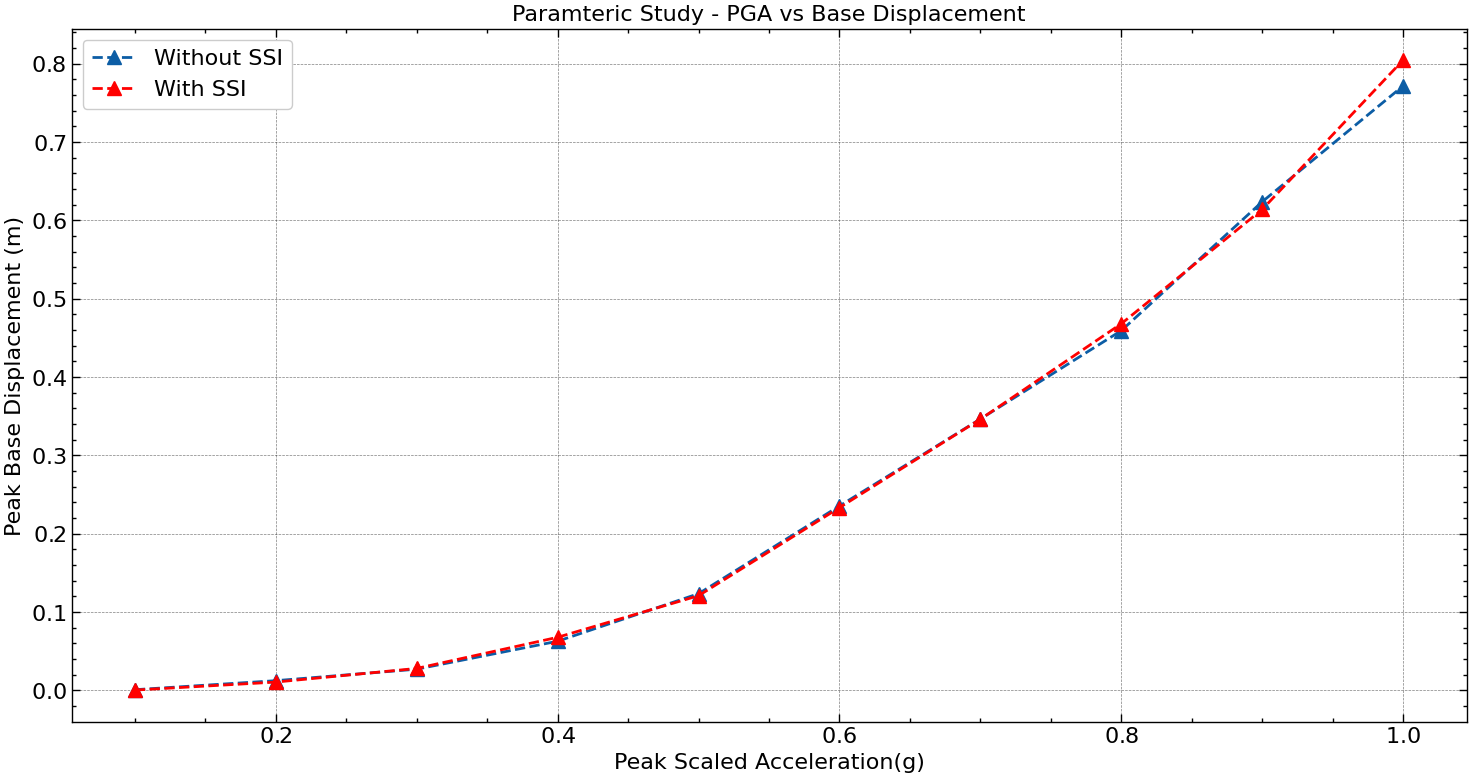 Paramteric Study - PGA vs Base Displacement
Without SSI
With SSI
Peak Base Displacement (m)
0.8
0.7
0.6
0.5
0.4
0.3
0.2
0.1
0.0
0.2
0.4
0.6
0.8
1.0
Peak Scaled Acceleration(g)